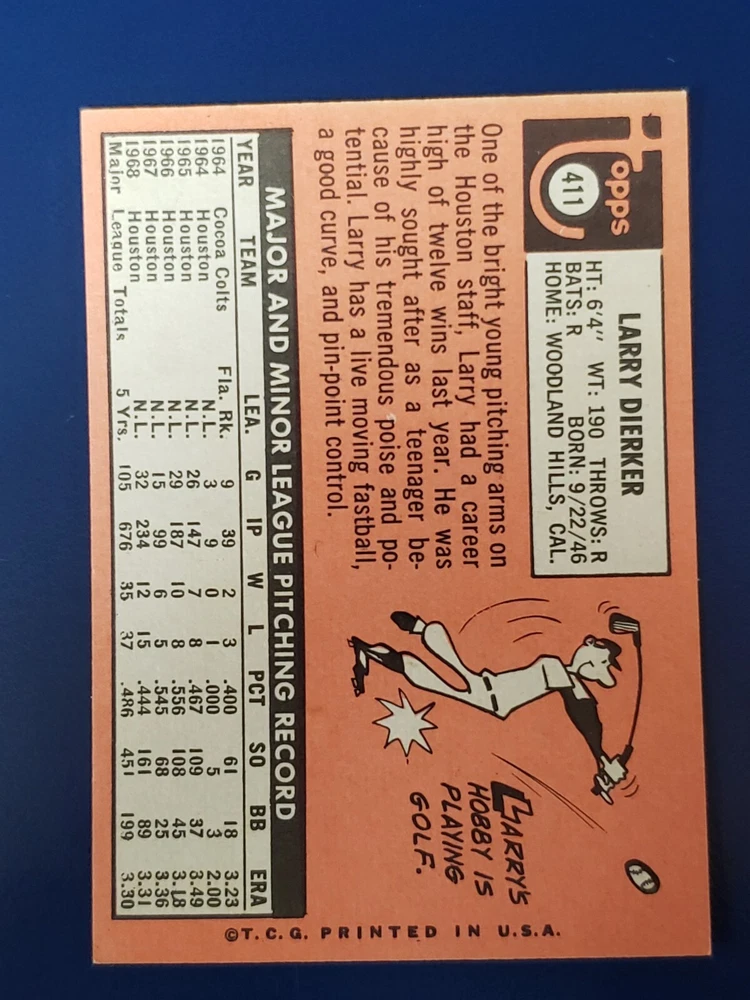 Topps
411
LARRY DIERKER
HT: 6'4" WT: 190 THROWS: R
BATS: R BORN: 9/22/46
HOME: WOODLAND HILLS, CAL.
One of the bright young pitching arms on
the Houston staff, Larry had a career
high of twelve wins last year. He was
highly sought after as a teenager be-
cause of his tremendous poise and po-
tential. Larry has a live moving fastball,
a good curve, and pin-point control.
LARRY'S
HOBBY IS
PLAYING
GOLF.
MAJOR AND MINOR LEAGUE PITCHING RECORD
YEAR TEAM LEA. G IP W L PCT SO BB ERA
1964 Cocoa Colts Fla. Rk. 9 39 2 3 .400 61 18 3.23
1964 Houston N.L. 3 9 0 1 .000 5 3 2.00
1965 Houston N.L. 26 147 7 8 .467 109 37 3.49
1966 Houston N.L. 29 187 10 8 .556 108 45 3.18
1967 Houston N.L. 15 99 6 5 .545 68 25 3.36
1968 Houston N.L. 32 234 12 15 .444 161 89 3.31
Major League Totals 5 Yrs. 105 676 35 37 .486 451 199 3.30
©T.C.G. PRINTED IN U.S.A.